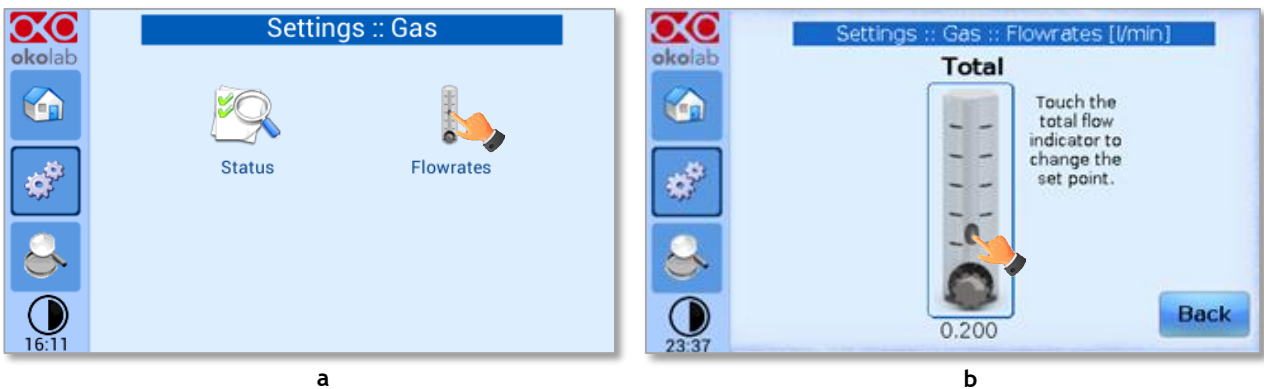 okolab
Settings :: Gas
Status
Flowrates
16:11
a
okolab
Settings :: Gas :: Flowrates [l/min]
Total
Touch the
total flow
indicator to
change the
set point.
0.200
Back
23:37
b